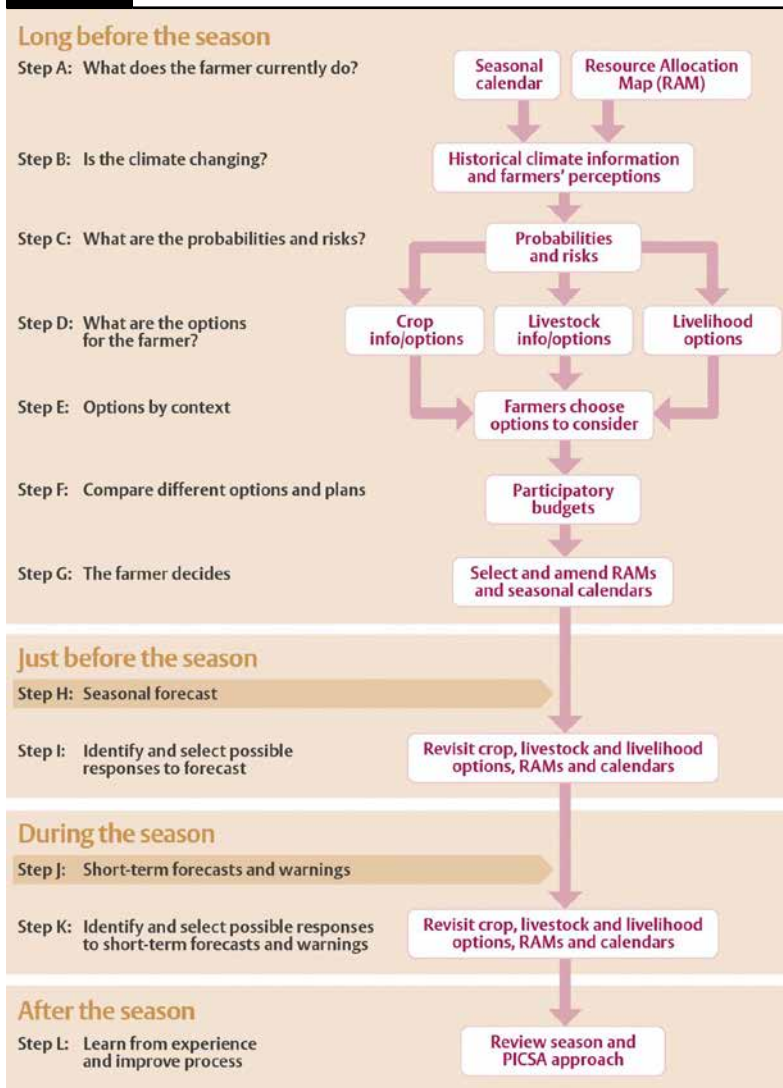 Long before the season
Step A: What does the farmer currently do?
Seasonal
calendar
Resource Allocation
Map (RAM)
Step B: Is the climate changing?
Historical climate information
and farmers' perceptions
Step C: What are the probabilities and risks?
Probabilities
and risks
Step D: What are the options
for the farmer?
Crop
info/options
Livestock
info/options
Livelihood
options
Step E: Options by context
Farmers choose
options to consider
Step F: Compare different options and plans
Participatory
budgets
Step G: The farmer decides
Select and amend RAMs
and seasonal calendars
Just before the season
Step H: Seasonal forecast
Step I: Identify and select possible
responses to forecast
Revisit crop, livestock and livelihood
options, RAMs and calendars
During the season
Step J: Short-term forecasts and warnings
Step K: Identify and select possible responses
to short-term forecasts and warnings
Revisit crop, livestock and livelihood
options, RAMs and calendars
After the season
Step L: Learn from experience
and improve process
Review season and
PICSA approach